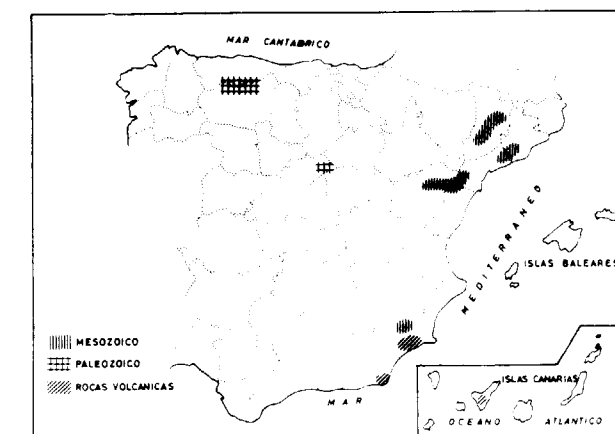 MAR CANTABRICO
MEDITERRANEO
ISLAS BALEARES
MESOZOICO
PALEOZOICO
ROCAS VOLCANICAS
MAR
ISLAS CANARIAS
OCEANO ATLANTICO